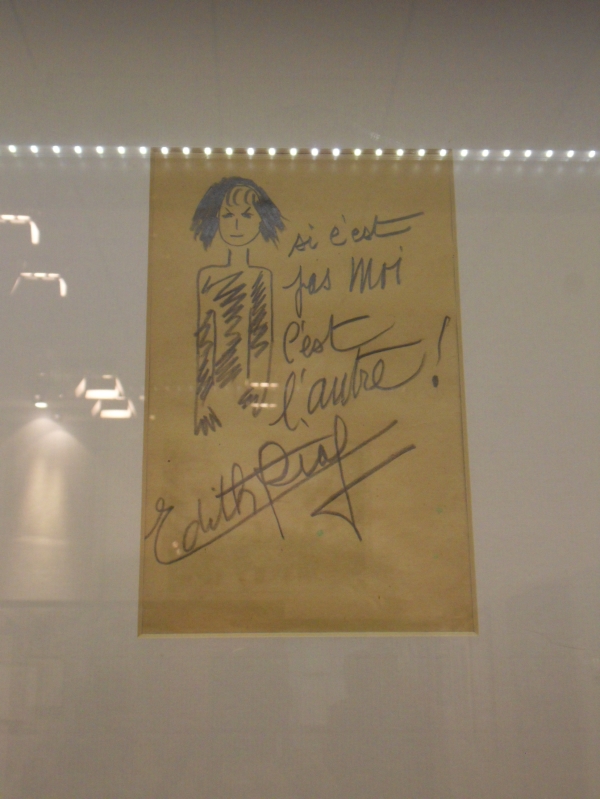 si c'est
pas Moi
c'est
l'autre !
Edith Piaf